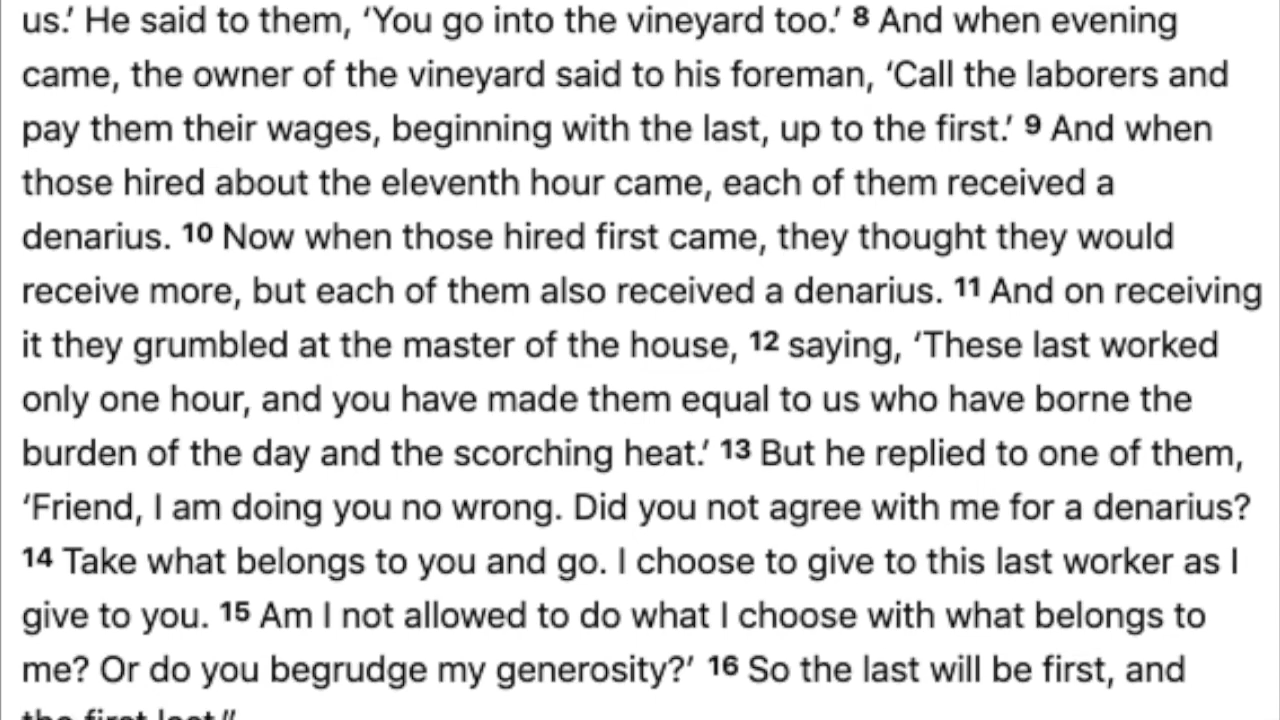 us.’ He said to them, ‘You go into the vineyard too.’ 8 And when evening
came, the owner of the vineyard said to his foreman, ‘Call the laborers and
pay them their wages, beginning with the last, up to the first.’ 9 And when
those hired about the eleventh hour came, each of them received a
denarius. 10 Now when those hired first came, they thought they would
receive more, but each of them also received a denarius. 11 And on receiving
it they grumbled at the master of the house, 12 saying, ‘These last worked
only one hour, and you have made them equal to us who have borne the
burden of the day and the scorching heat.’ 13 But he replied to one of them,
‘Friend, I am doing you no wrong. Did you not agree with me for a denarius?
14 Take what belongs to you and go. I choose to give to this last worker as I
give to you. 15 Am I not allowed to do what I choose with what belongs to
me? Or do you begrudge my generosity?’ 16 So the last will be first, and
the first last.”